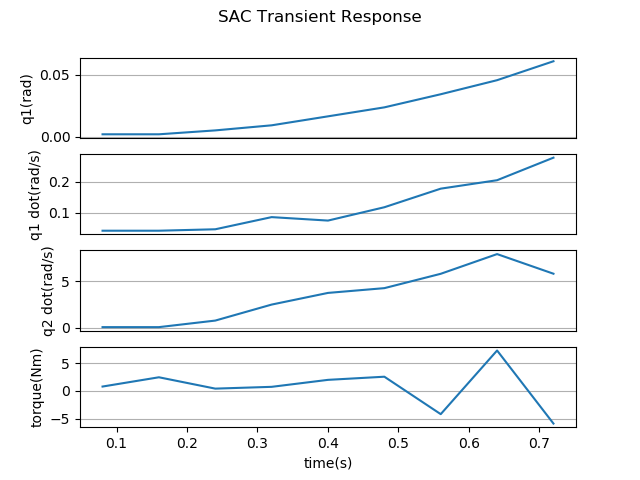 SAC Transient Response
0.05
0.00
q1(rad)
0.2
0.1
q1 dot(rad/s)
5
0
q2 dot(rad/s)
5
0
−5
torque(Nm)
0.1 0.2 0.3 0.4 0.5 0.6 0.7
time(s)